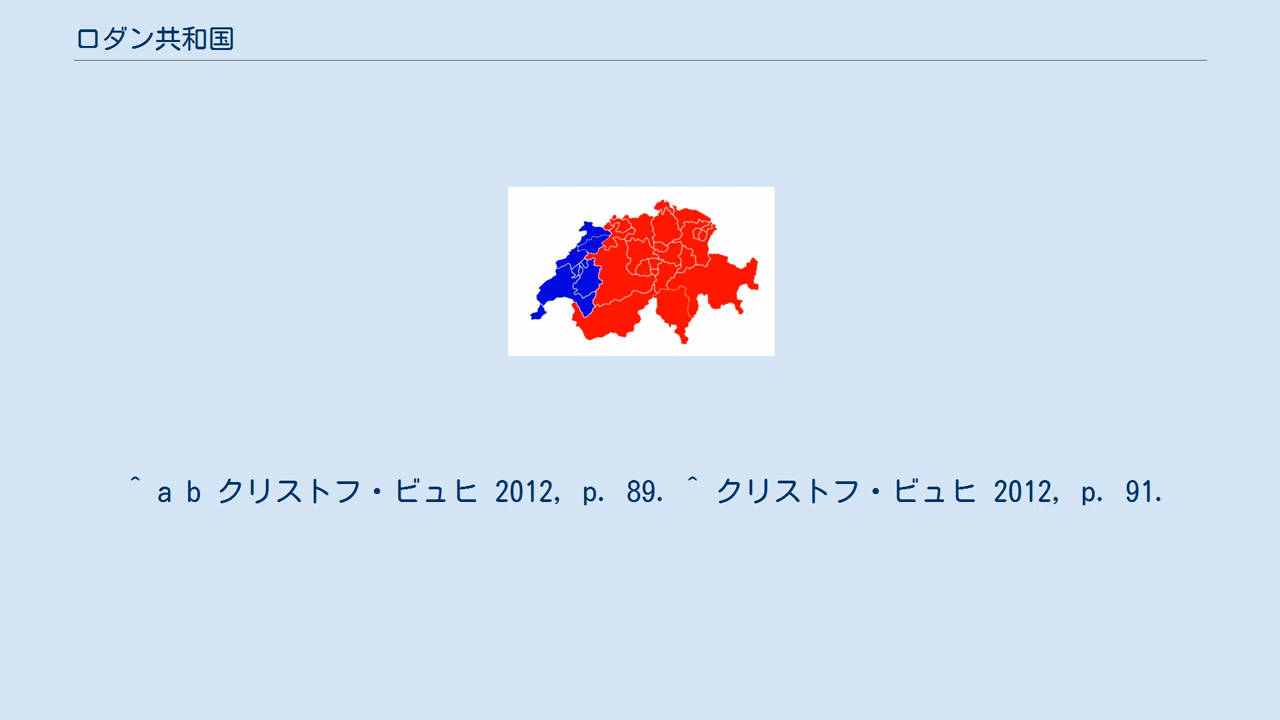 ロダン共和国
^ a b クリストフ・ビュヒ 2012, p. 89. ^ クリストフ・ビュヒ 2012, p. 91.